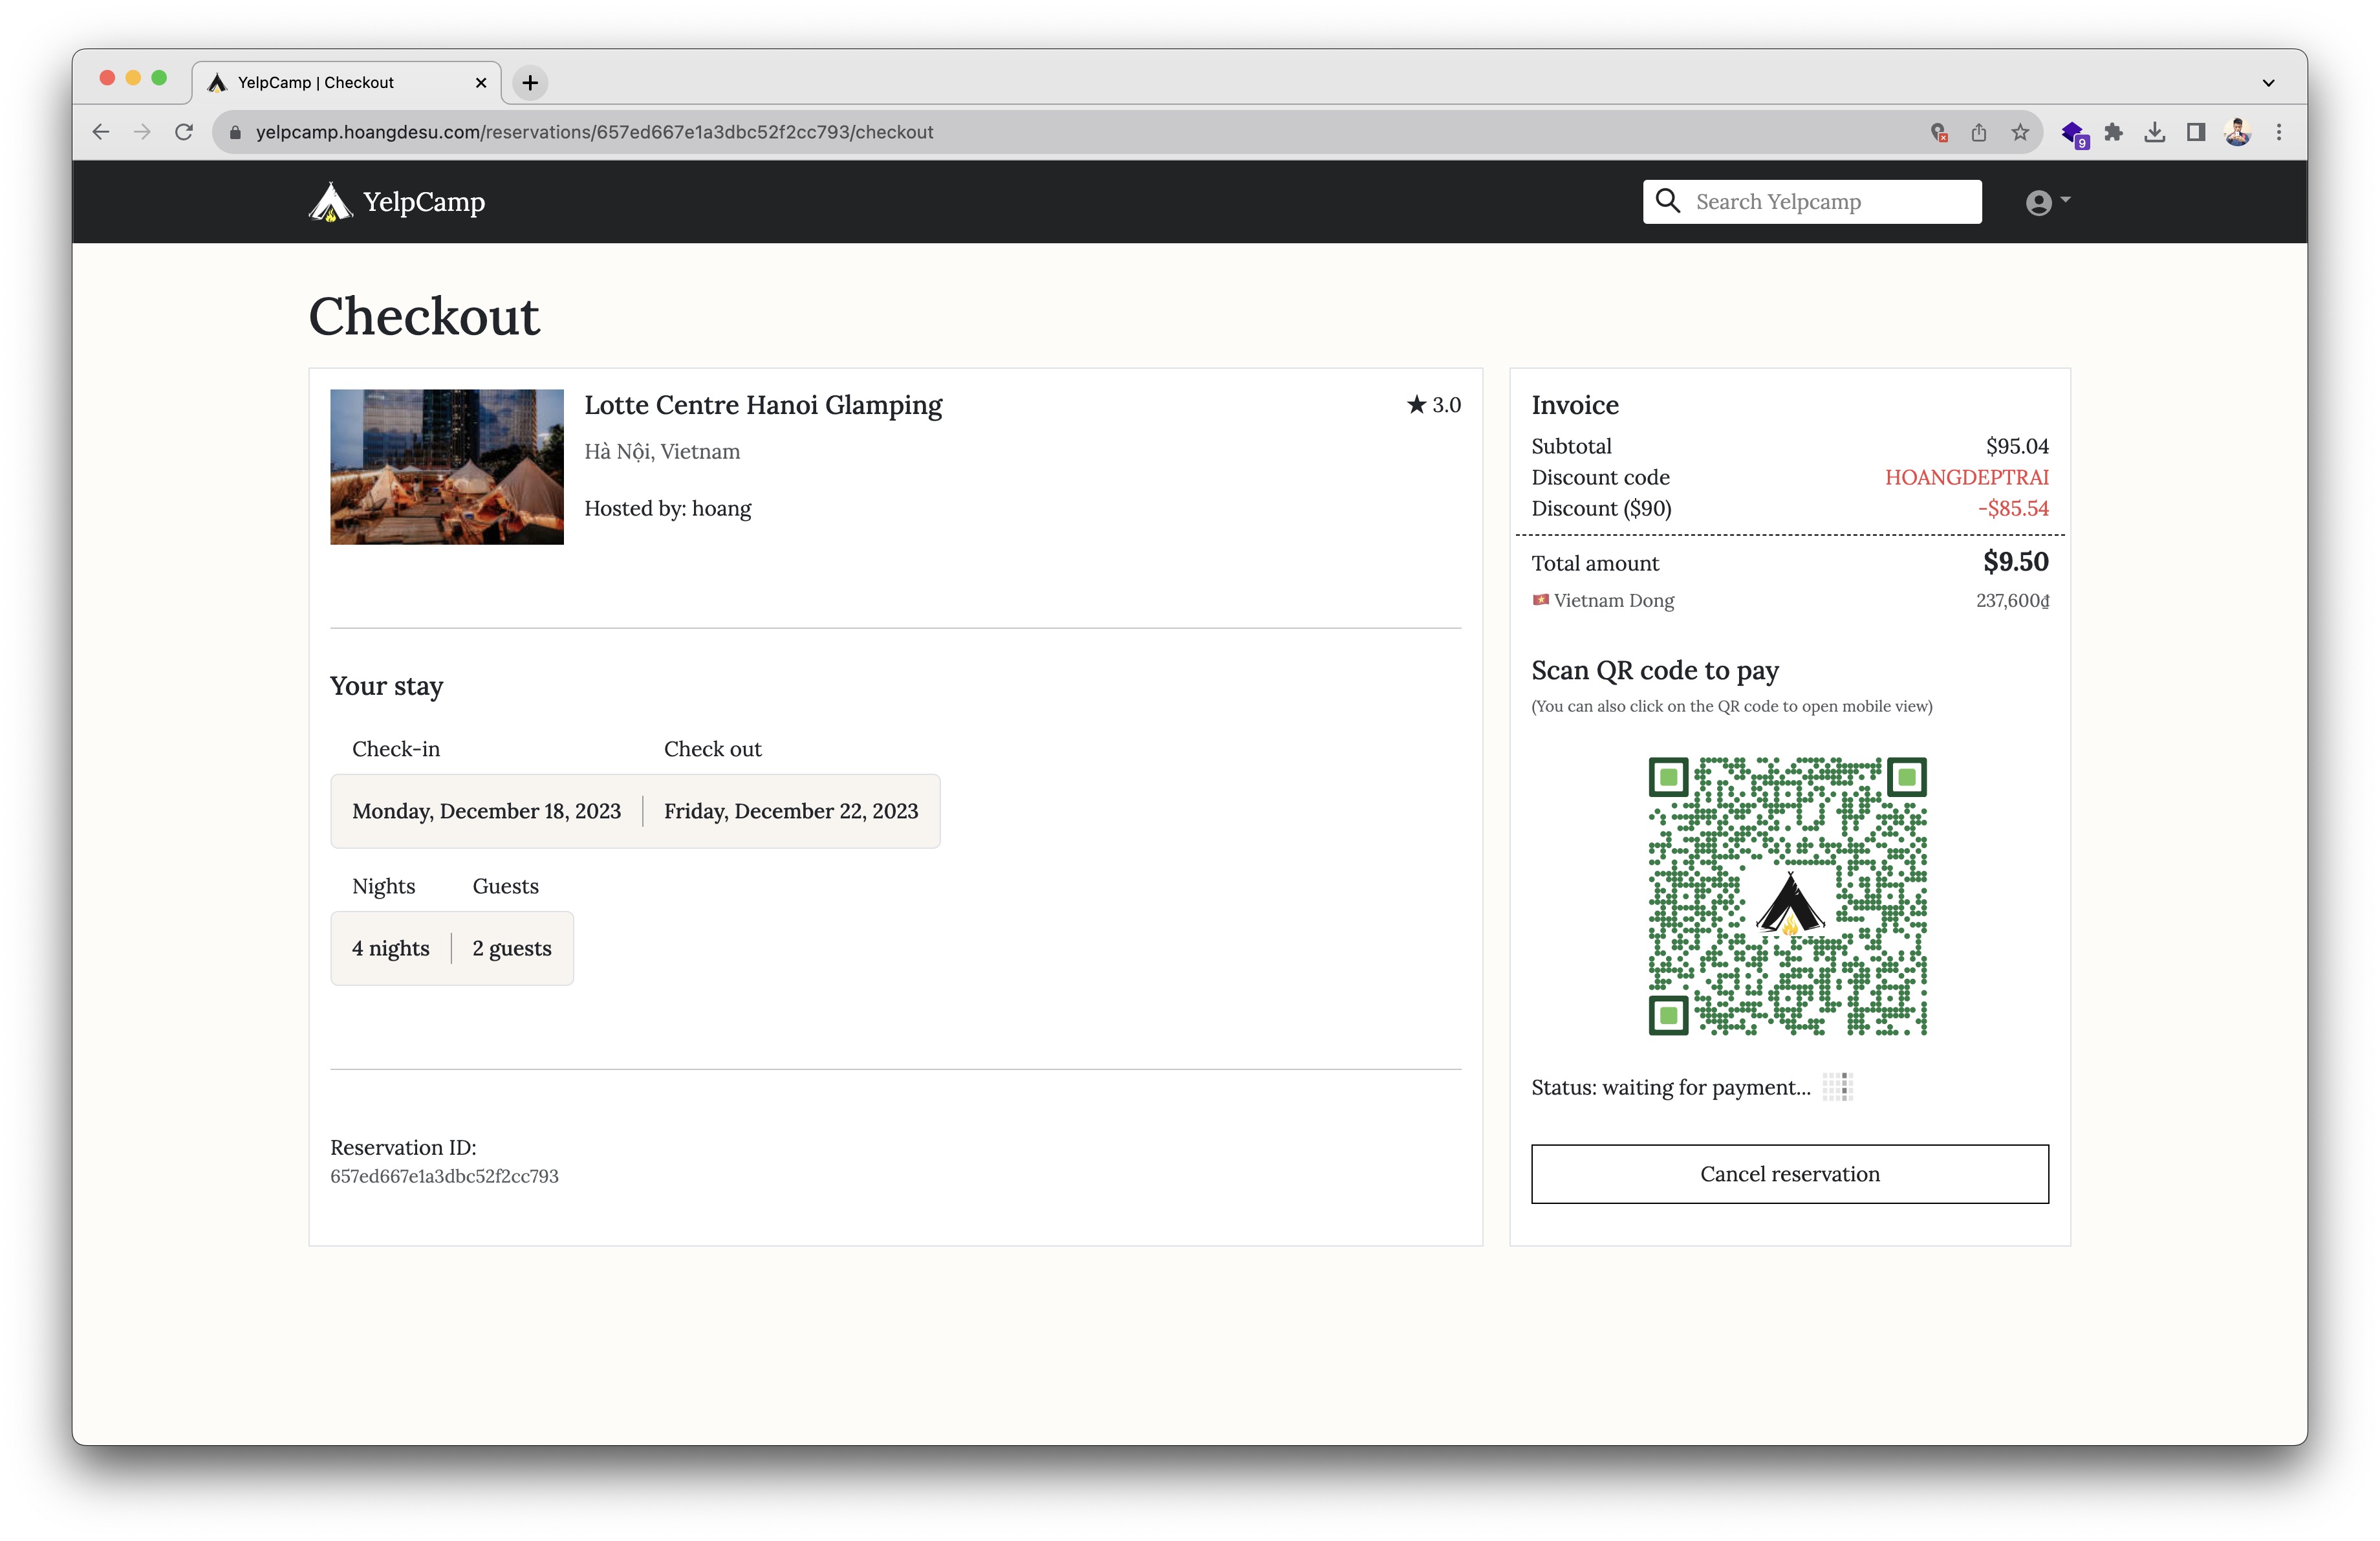 YelpCamp | Checkout
yelpcamp.hoangdesu.com/reservations/657ed667e1a3dbc52f2cc793/checkout
9
YelpCamp
Search Yelpcamp
Checkout
Lotte Centre Hanoi Glamping
★ 3.0
Hà Nội, Vietnam
Hosted by: hoang
Your stay
Check-in
Check out
Monday, December 18, 2023
Friday, December 22, 2023
Nights
Guests
4 nights
2 guests
Reservation ID:
657ed667e1a3dbc52f2cc793
Invoice
Subtotal $95.04
Discount code HOANGDEPTRAI
Discount ($90) -$85.54
Total amount $9.50
🇻🇳 Vietnam Dong 237,600₫
Scan QR code to pay
(You can also click on the QR code to open mobile view)
Status: waiting for payment...
Cancel reservation